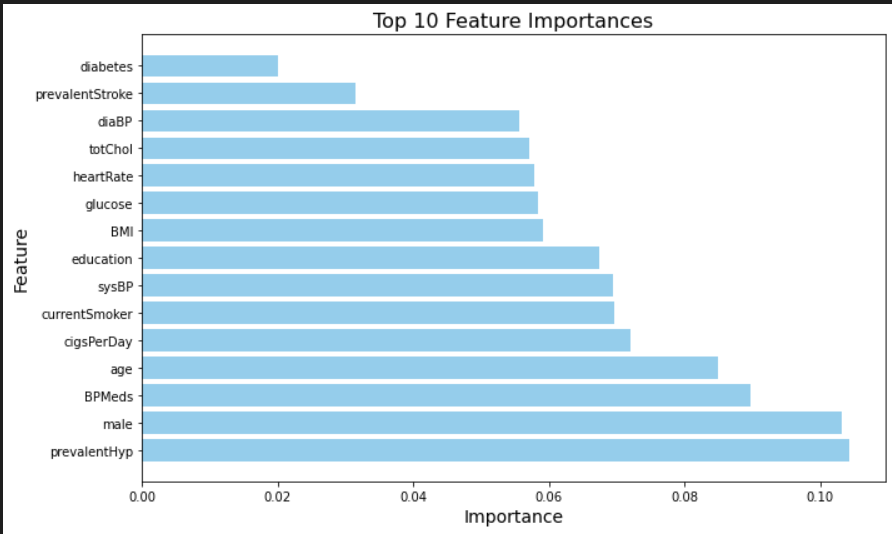 Top 10 Feature Importances
Feature
diabetes
prevalentStroke
diaBP
totChol
heartRate
glucose
BMI
education
sysBP
currentSmoker
cigsPerDay
age
BPMeds
male
prevalentHyp
0.00 0.02 0.04 0.06 0.08 0.10
Importance